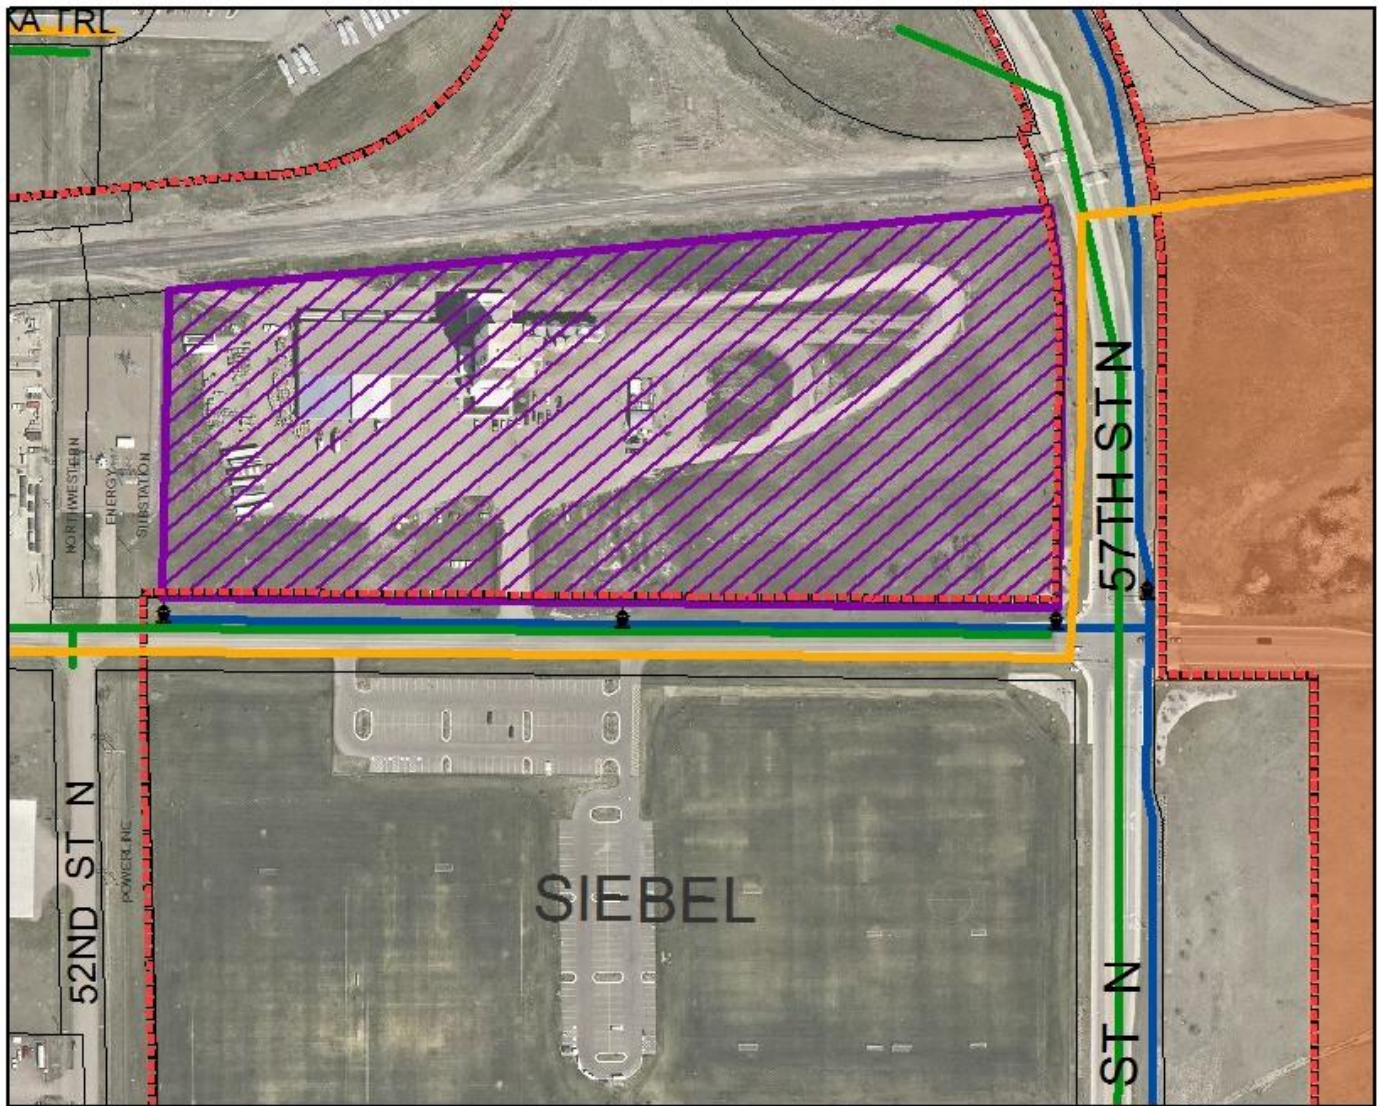 KA TRL
57TH ST N
NORTHWESTERN
ENERGY
SUBSTATION
52ND ST N
POWERLINE
SIEBEL
ST N